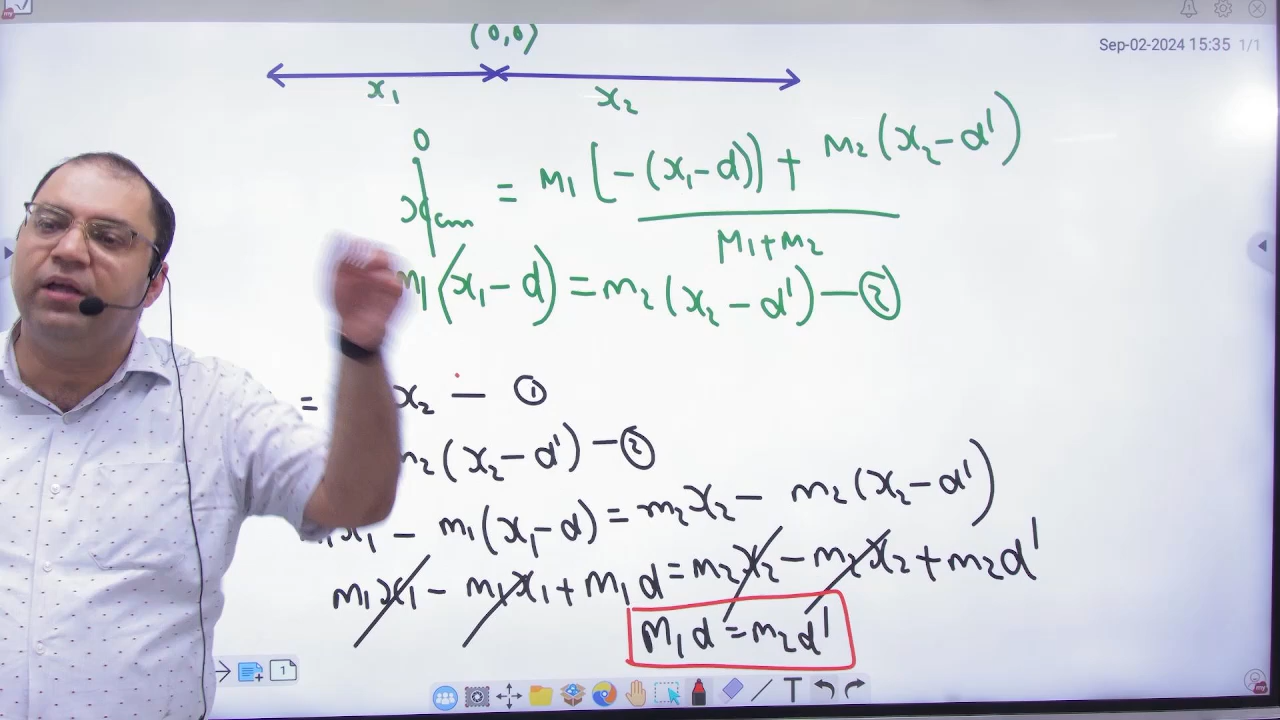 (0,0)
Sep-02-2024 15:35 1/1
x₁ x₂
0
xcm = m₁[-(x₁-d)] + m₂(x₂-d')
M₁+m₂
m₁(x₁-d) = m₂(x₂-d') — ②
= x₂ — ①
m₂(x₂-d') — ②
x₁ - m₁(x₁-d) = m₂x₂ - m₂(x₂-d')
m₁x₁ - m₁x₁ + m₁d = m₂x₂ - m₂x₂ + m₂d'
M₁d = m₂d'
1
T